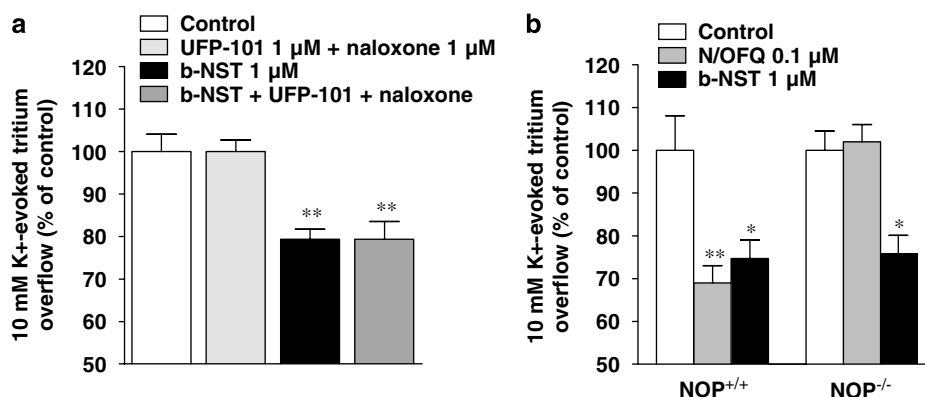 a
Control
UFP-101 1 µM + naloxone 1 µM
b-NST 1 µM
b-NST + UFP-101 + naloxone
10 mM K+-evoked tritium
overflow (% of control)
120
110
100
90
80
70
60
50
**
**
b
Control
N/OFQ 0.1 µM
b-NST 1 µM
10 mM K+-evoked tritium
overflow (% of control)
120
110
100
90
80
70
60
50
**
*
*
NOP+/+
NOP-/-